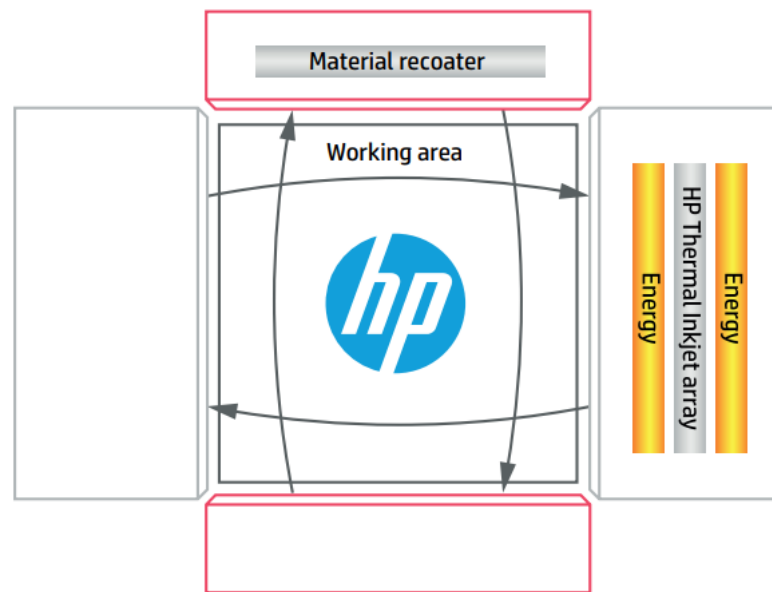 Material recoater
Working area
hp
Energy
HP Thermal Inkjet array
Energy